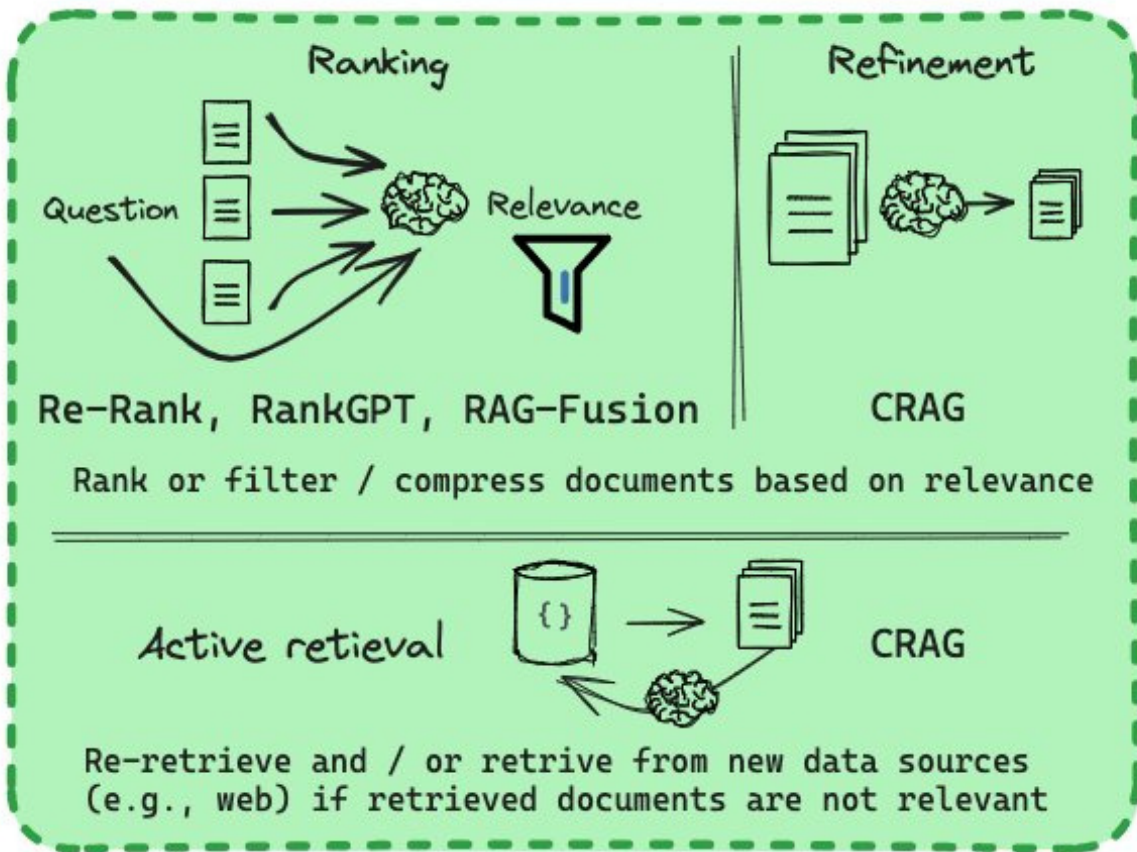 Ranking
Question
Relevance
Re-Rank, RankGPT, RAG-Fusion
Refinement
CRAG
Rank or filter / compress documents based on relevance
Active retieval
{}
CRAG
Re-retrieve and / or retrive from new data sources
(e.g., web) if retrieved documents are not relevant